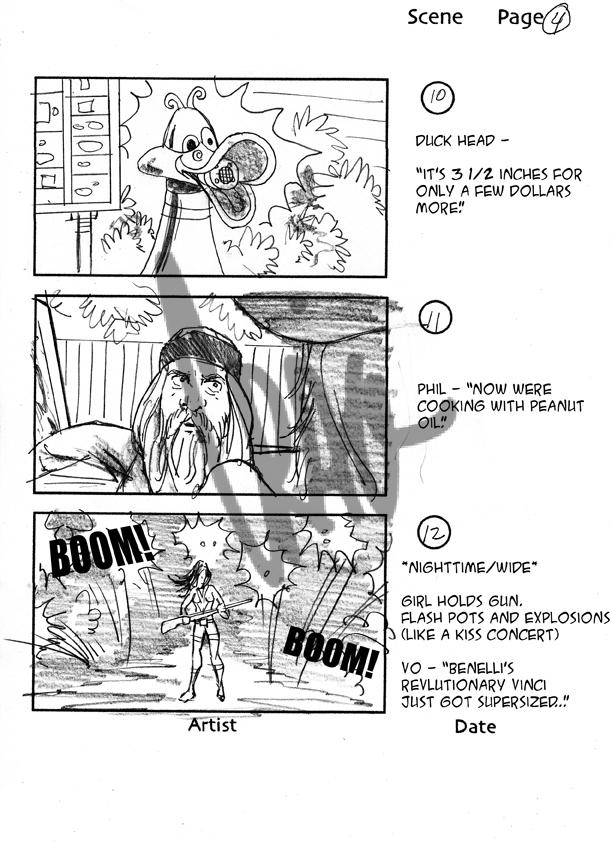 Scene Page 4
10
DUCK HEAD -
"IT'S 3 1/2 INCHES FOR
ONLY A FEW DOLLARS
MORE."
11
PHIL - "NOW WERE
COOKING WITH PEANUT
OIL."
BOOM!
BOOM!
12
*NIGHTTIME/WIDE*
GIRL HOLDS GUN.
FLASH POTS AND EXPLOSIONS
(LIKE A KISS CONCERT)
VO - "BENELLI'S
REVLUTIONARY VINCI
JUST GOT SUPERSIZED.."
Artist Date